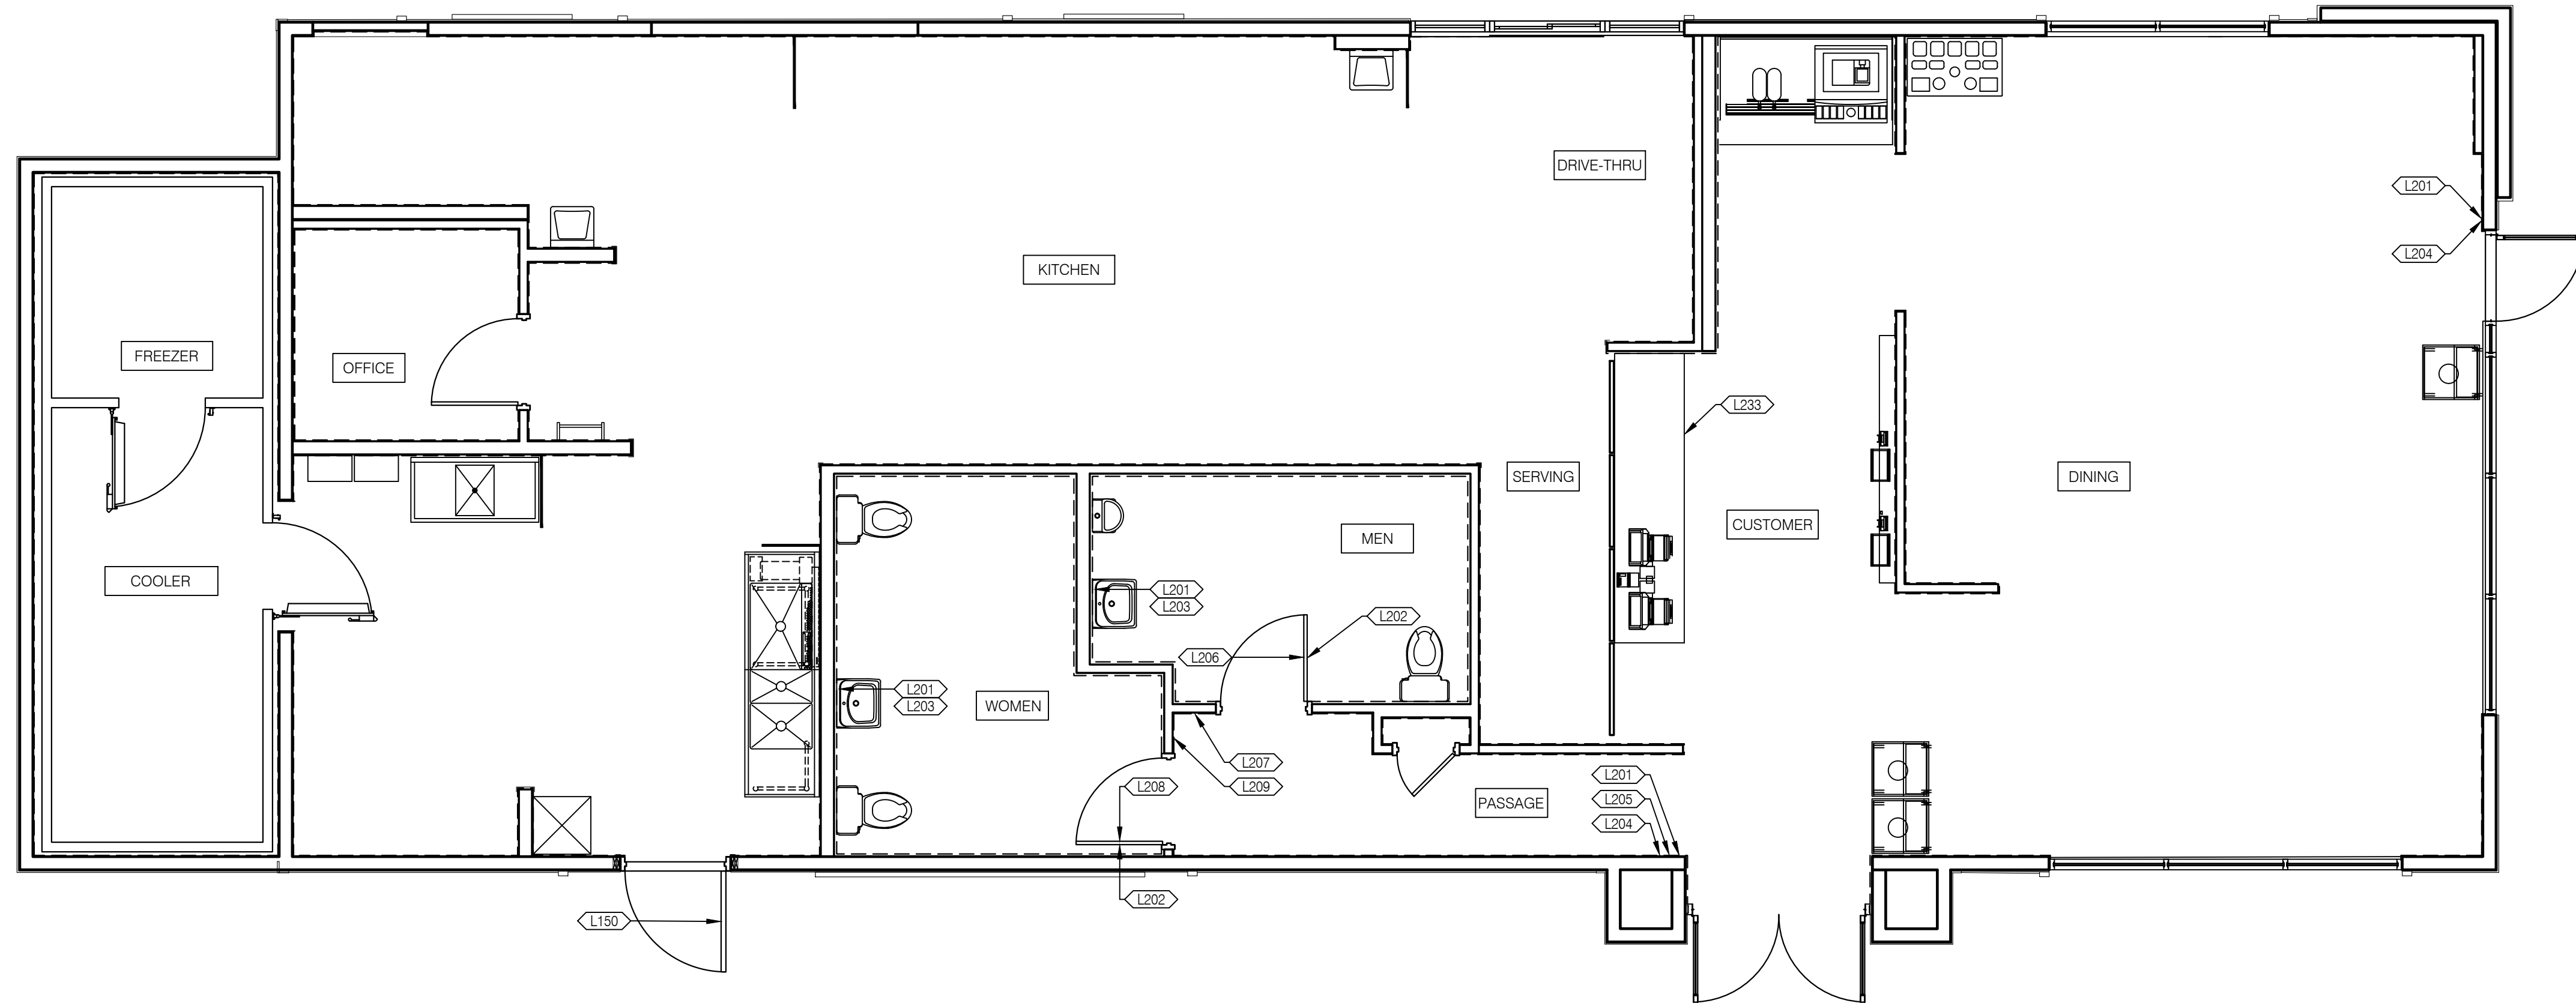 DRIVE-THRU
L201
L204
KITCHEN
FREEZER
OFFICE
L233
SERVING
DINING
CUSTOMER
MEN
COOLER
L201
L203
L202
L206
L201
L203
WOMEN
L207
L209
L208
L201
L205
L204
PASSAGE
L202
L150